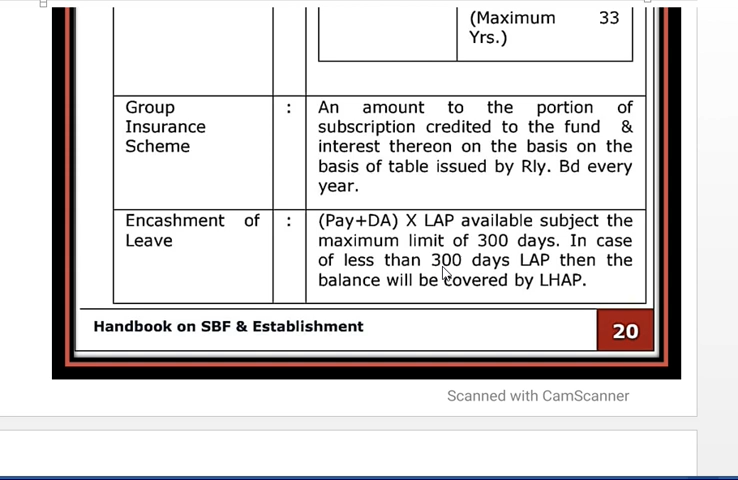 (Maximum 33
Yrs.)
Group
Insurance
Scheme
:
An amount to the portion of
subscription credited to the fund &
interest thereon on the basis on the
basis of table issued by Rly. Bd every
year.
Encashment of
Leave
:
(Pay+DA) X LAP available subject the
maximum limit of 300 days. In case
of less than 300 days LAP then the
balance will be covered by LHAP.
Handbook on SBF & Establishment
20
Scanned with CamScanner